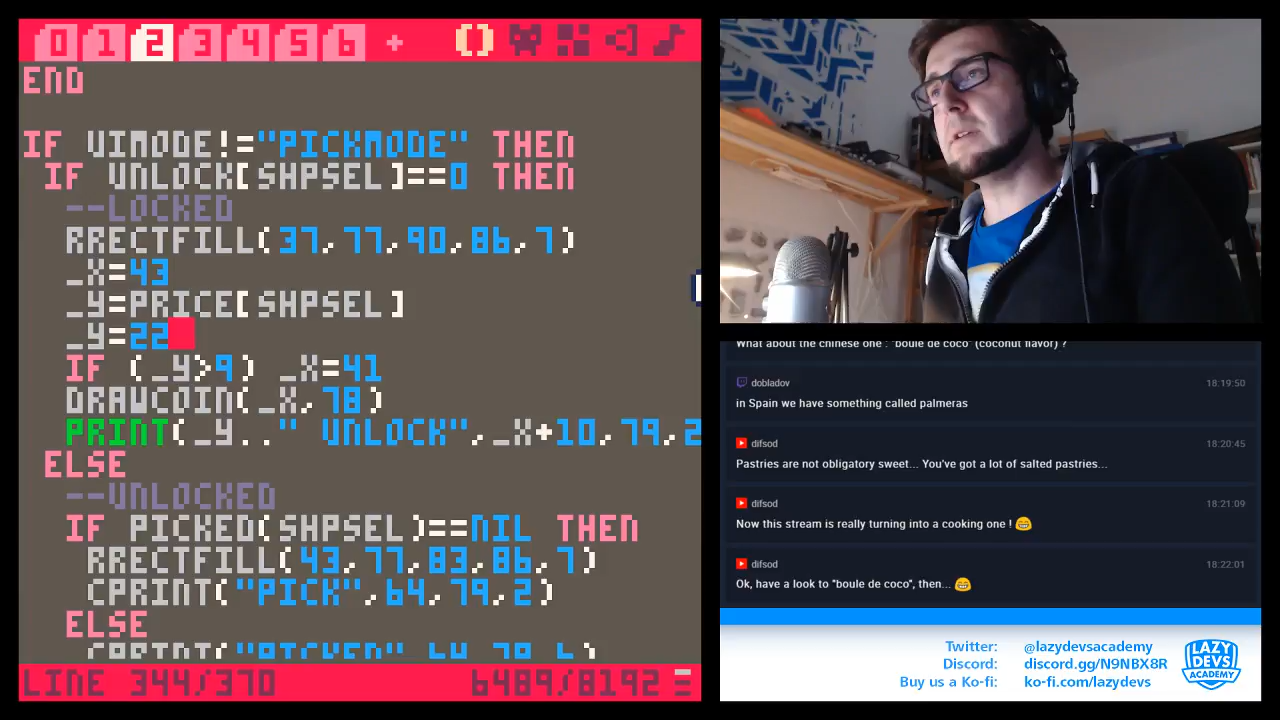 0 1 2 3 4 5 6 +
END
IF UIMODE!="PICKMODE" THEN
IF UNLOCK[SHPSEL]==0 THEN
--LOCKED
RRECTFILL(37,77,90,86,7)
_X=43
_Y=PRICE[SHPSEL]
_Y=22
IF (_Y>9) _X=41
DRAWCOIN(_X,78)
PRINT(_Y.." UNLOCK",_X+10,79,2
ELSE
--UNLOCKED
IF PICKED(SHPSEL)==NIL THEN
RRECTFILL(43,77,83,86,7)
CPRINT("PICK",64,79,2)
ELSE
LINE 344/370
6489/8192
What about the chinese one : "boule de coco" (coconut flavor) ?
dobladov 18:19:50
in Spain we have something called palmeras
difsod 18:20:45
Pastries are not obligatory sweet... You've got a lot of salted pastries...
difsod 18:21:09
Now this stream is really turning into a cooking one ! 😁
difsod 18:22:01
Ok, have a look to "boule de coco", then... 😁
Twitter: @lazydevsacademy
Discord: discord.gg/N9NBX8R
Buy us a Ko-fi: ko-fi.com/lazydevs
LAZY
DEVS
ACADEMY